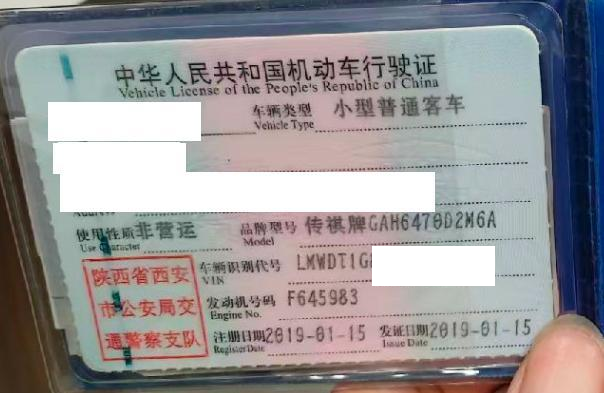 中华人民共和国机动车行驶证
Vehicle License of the People's Republic of China
车辆类型 小型普通客车
Vehicle Type
Address
使用性质 非营运 品牌型号 传祺牌GAH6470D2M6A
Use Character Model
陕西省西安
市公安局交
通警察支队
车辆识别代号 LMWDT1G
VIN
发动机号码 F645983
Engine No.
注册日期 2019-01-15 发证日期 2019-01-15
Register Date Issue Date